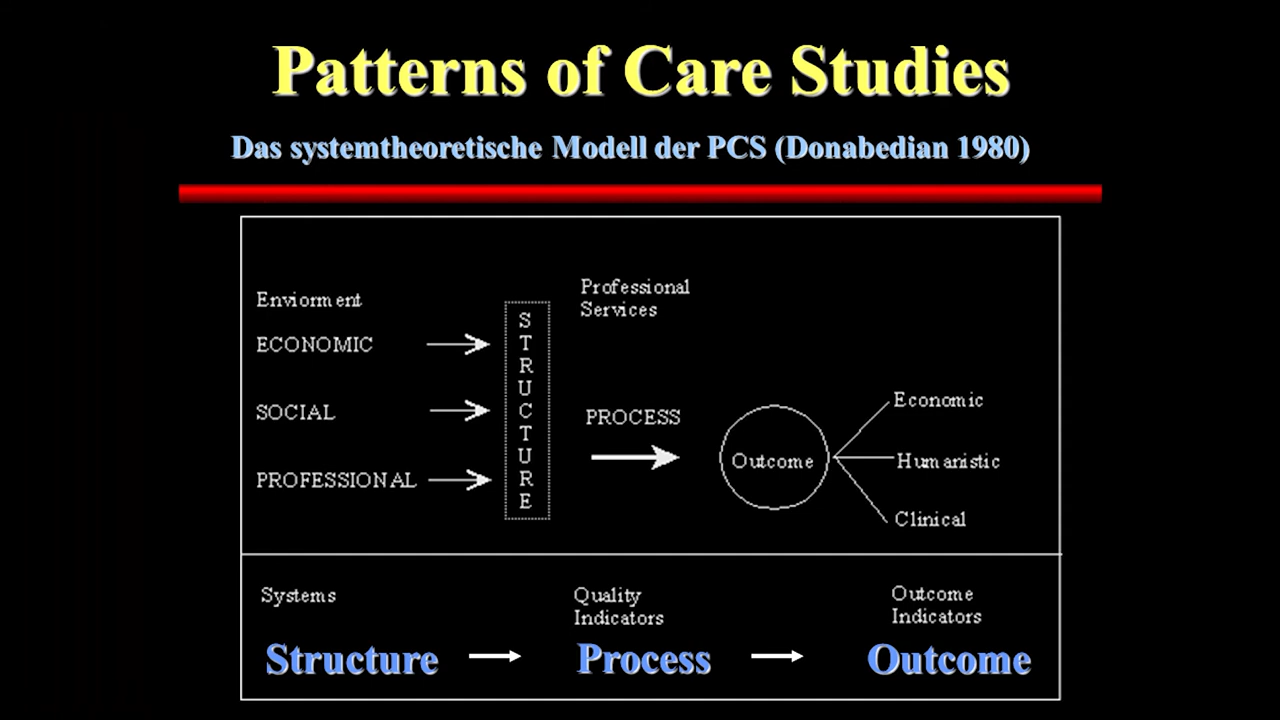 Patterns of Care Studies
Das systemtheoretische Modell der PCS (Donabedian 1980)
Enviorment
ECONOMIC
SOCIAL
PROFESSIONAL
STRUCTURE
Professional
Services
PROCESS
Outcome
Economic
Humanistic
Clinical
Systems
Quality
Indicators
Outcome
Indicators
Structure
Process
Outcome